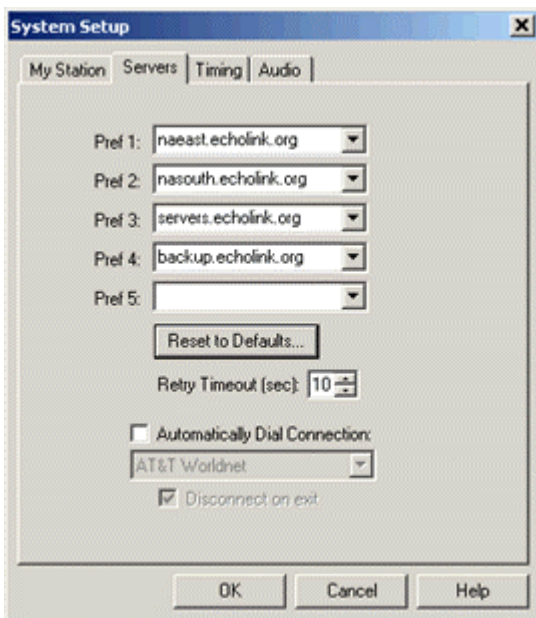 System Setup
My Station Servers Timing Audio
Pref 1: naeast.echolink.org
Pref 2: nasouth.echolink.org
Pref 3: servers.echolink.org
Pref 4: backup.echolink.org
Pref 5:
Reset to Defaults...
Retry Timeout (sec): 10
Automatically Dial Connection:
AT&T Worldnet
Disconnect on exit
OK Cancel Help